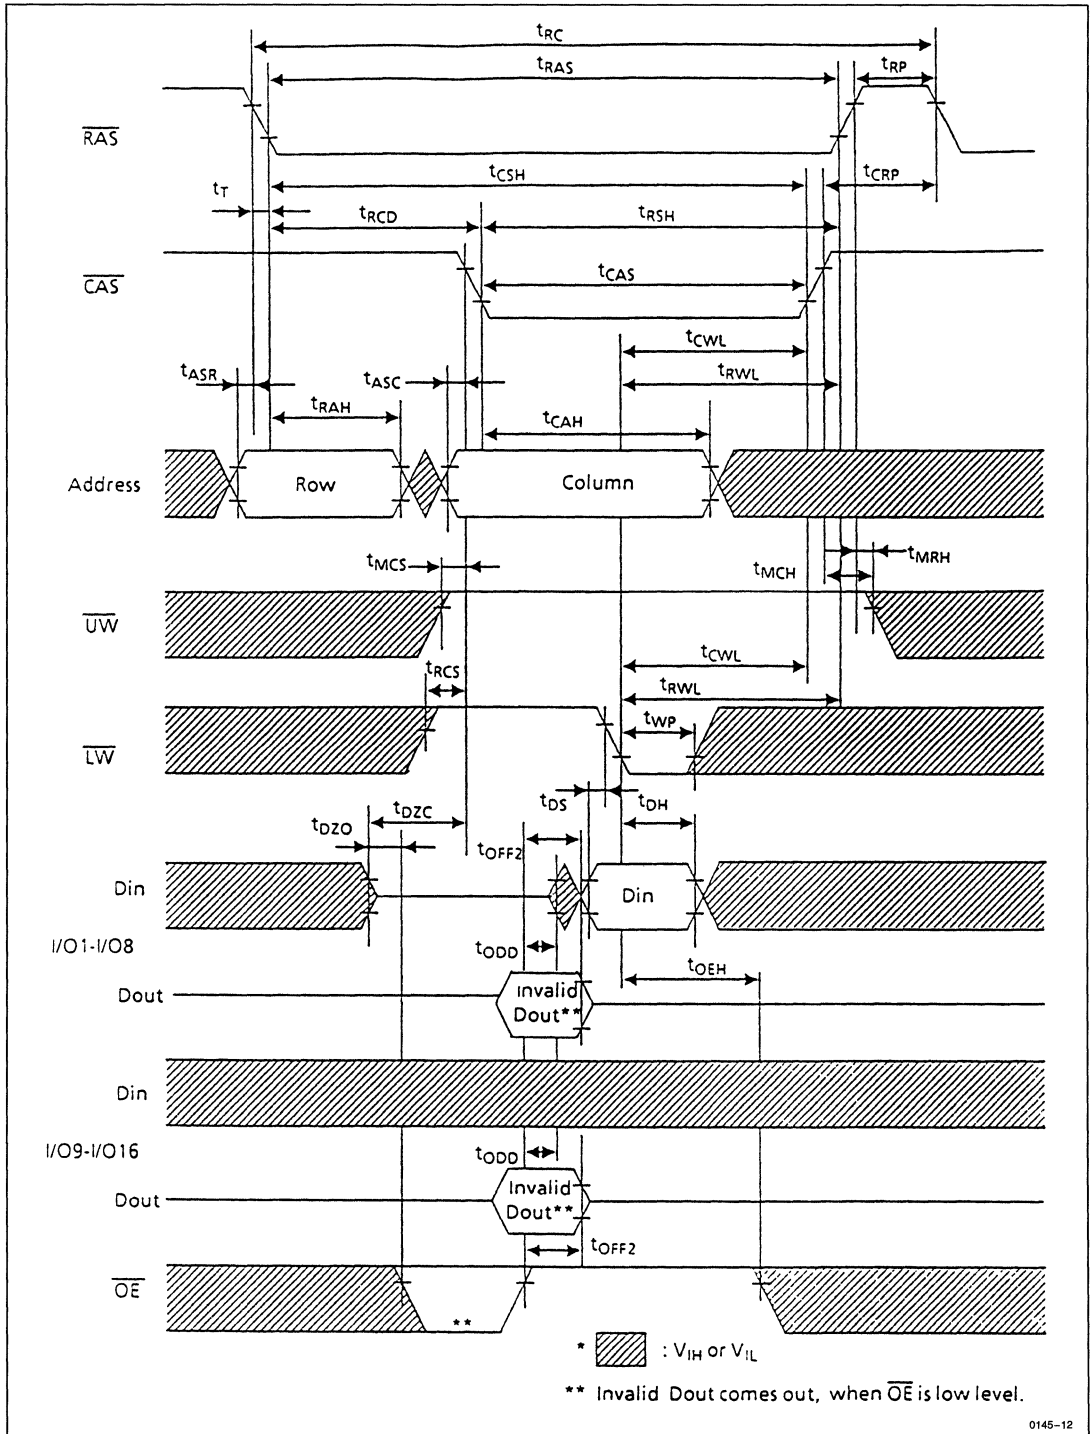 tRC
tRAS
tRP
RAS
tCSH
tCRP
tT
tRCD
tRSH
CAS
tCAS
tCWL
tASR
tASC
tRWL
tRAH
tCAH
Address
Row
Column
tMCS
tMRH
tMCH
UW
tCWL
tRCS
tRWL
tWP
LW
tDS
tDH
tDZC
tDZO
tOFF2
Din
Din
I/O1-I/O8
tODD
tOEH
Dout
Invalid
Dout**
Din
I/O9-I/O16
tODD
Dout
Invalid
Dout**
tOFF2
OE
**
* : VIH or VIL
** Invalid Dout comes out, when OE is low level.
0145-12